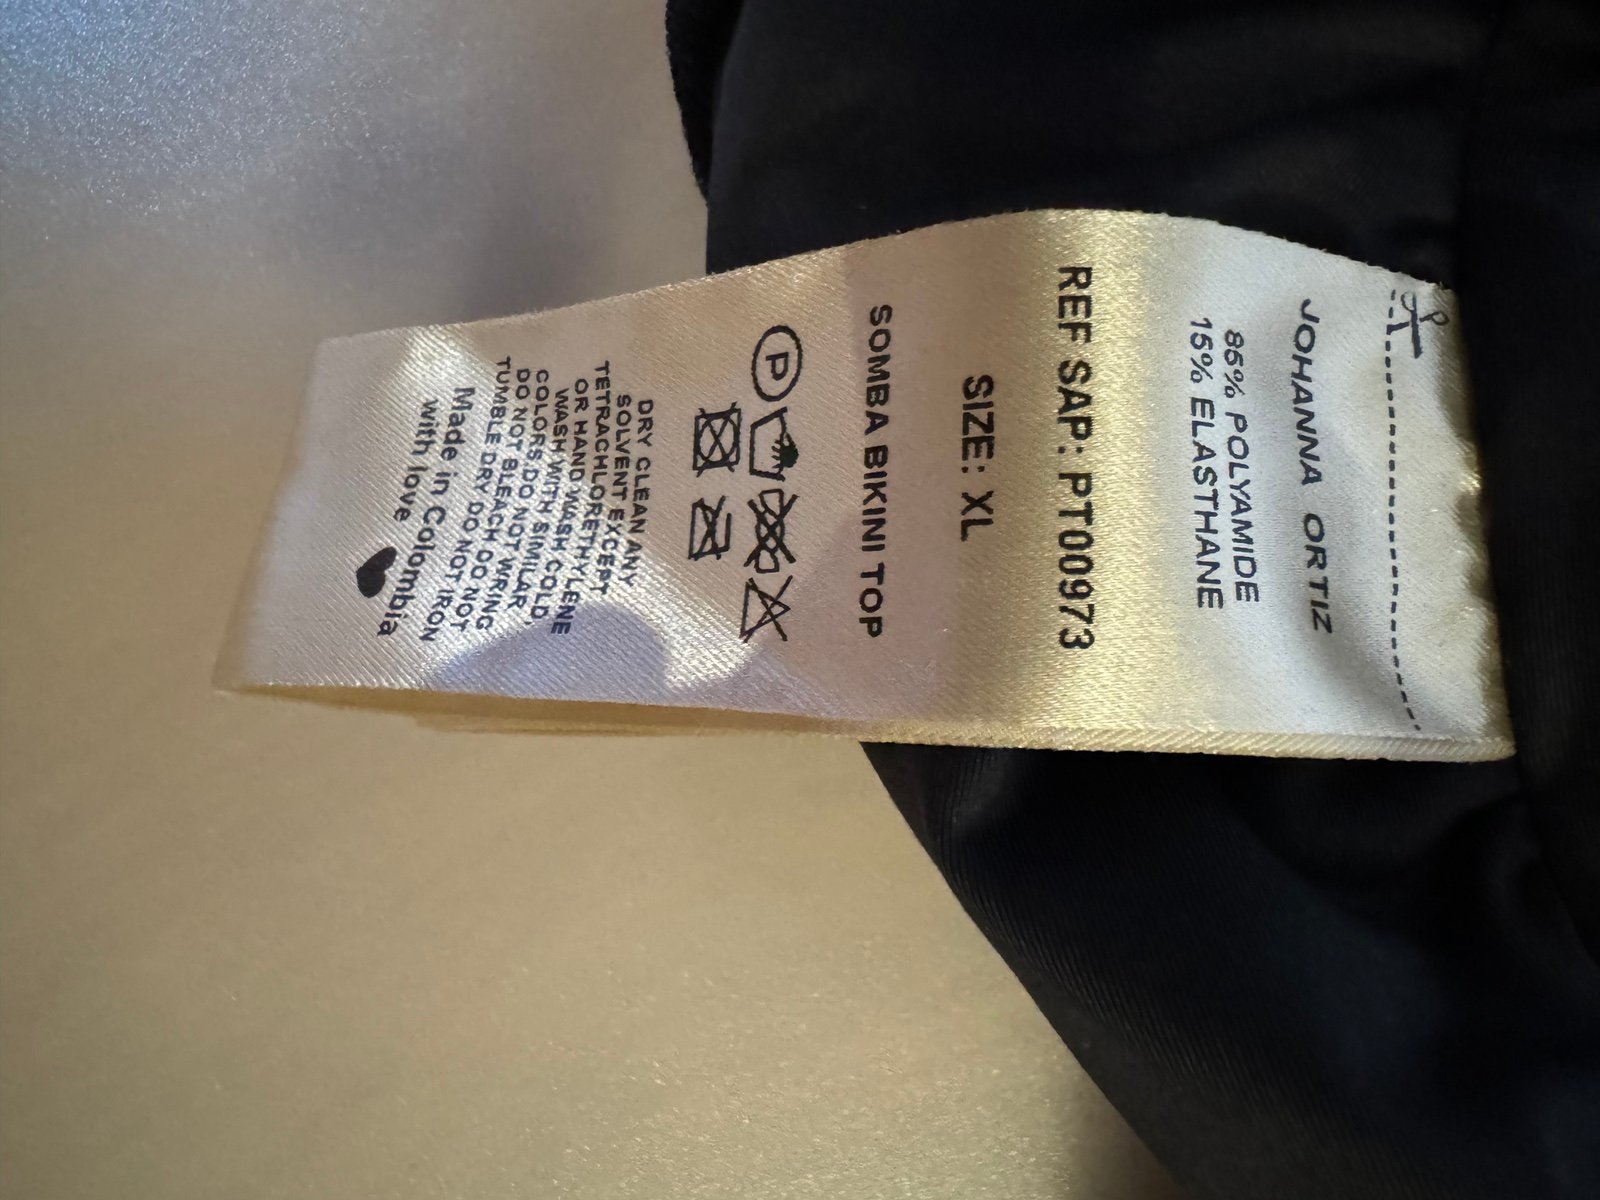 JOHANNA ORTIZ
85% POLYAMIDE
15% ELASTHANE
REF SAP: PT00973
SIZE: XL
SOMBA BIKINI TOP
P
DRY CLEAN ANY
SOLVENT EXCEPT
TETRACHLORETHYLENE
OR HAND WASH COLD,
WASH WITH SIMILAR
COLORS,DO NOT WRING
DO NOT BLEACH DO NOT
TUMBLE DRY DO NOT IRON
Made in Colombia
with love